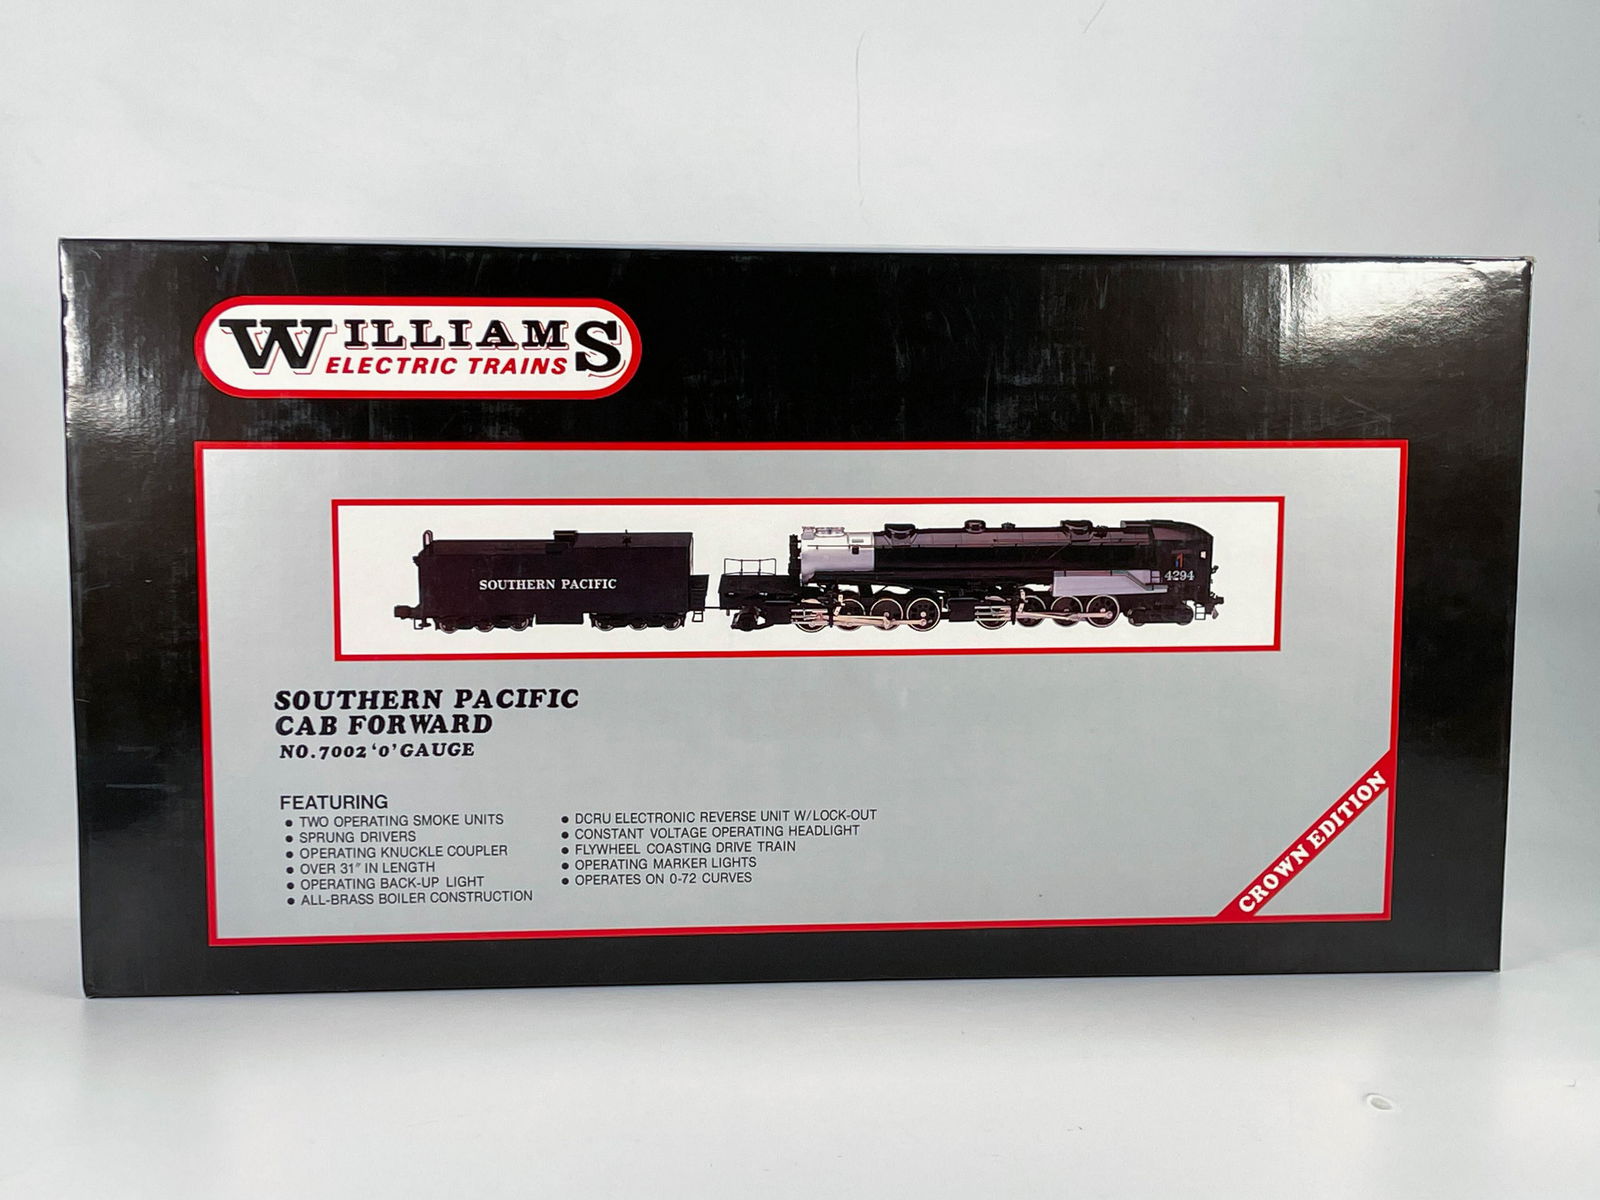 WILLIAMS
ELECTRIC TRAINS
SOUTHERN PACIFIC
4294
SOUTHERN PACIFIC
CAB FORWARD
NO.7002 'O' GAUGE
FEATURING
• TWO OPERATING SMOKE UNITS
• SPRUNG DRIVERS
• OPERATING KNUCKLE COUPLER
• OVER 31" IN LENGTH
• OPERATING BACK-UP LIGHT
• ALL-BRASS BOILER CONSTRUCTION
• DCRU ELECTRONIC REVERSE UNIT W/LOCK-OUT
• CONSTANT VOLTAGE OPERATING HEADLIGHT
• FLYWHEEL COASTING DRIVE TRAIN
• OPERATING MARKER LIGHTS
• OPERATES ON 0-72 CURVES
CROWN EDITION